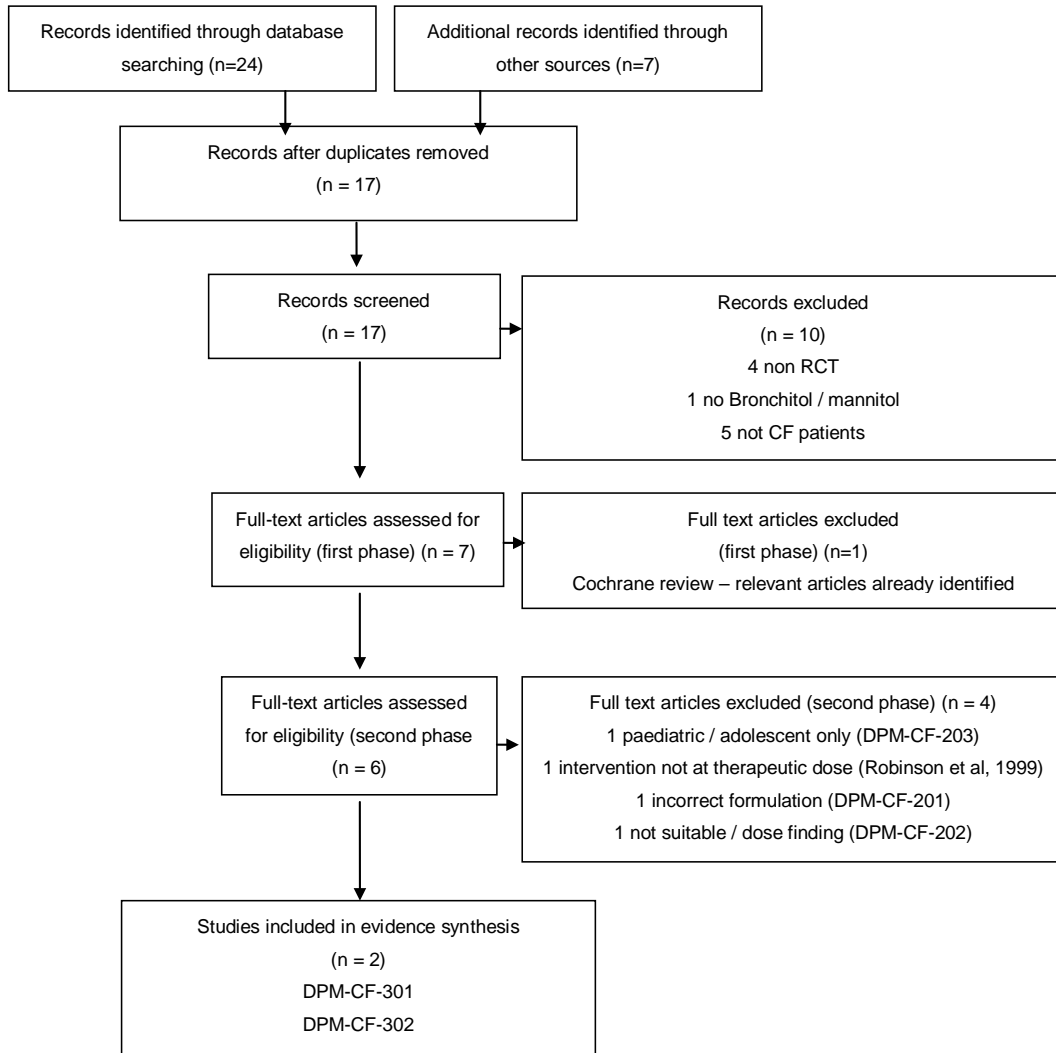 Records identified through database
searching (n=24)
Additional records identified through
other sources (n=7)
Records after duplicates removed
(n = 17)
Records screened
(n = 17)
Records excluded
(n = 10)
4 non RCT
1 no Bronchitol / mannitol
5 not CF patients
Full-text articles assessed for
eligibility (first phase) (n = 7)
Full text articles excluded
(first phase) (n=1)
Cochrane review – relevant articles already identified
Full-text articles assessed
for eligibility (second phase
(n = 6)
Full text articles excluded (second phase) (n = 4)
1 paediatric / adolescent only (DPM-CF-203)
1 intervention not at therapeutic dose (Robinson et al, 1999)
1 incorrect formulation (DPM-CF-201)
1 not suitable / dose finding (DPM-CF-202)
Studies included in evidence synthesis
(n = 2)
DPM-CF-301
DPM-CF-302